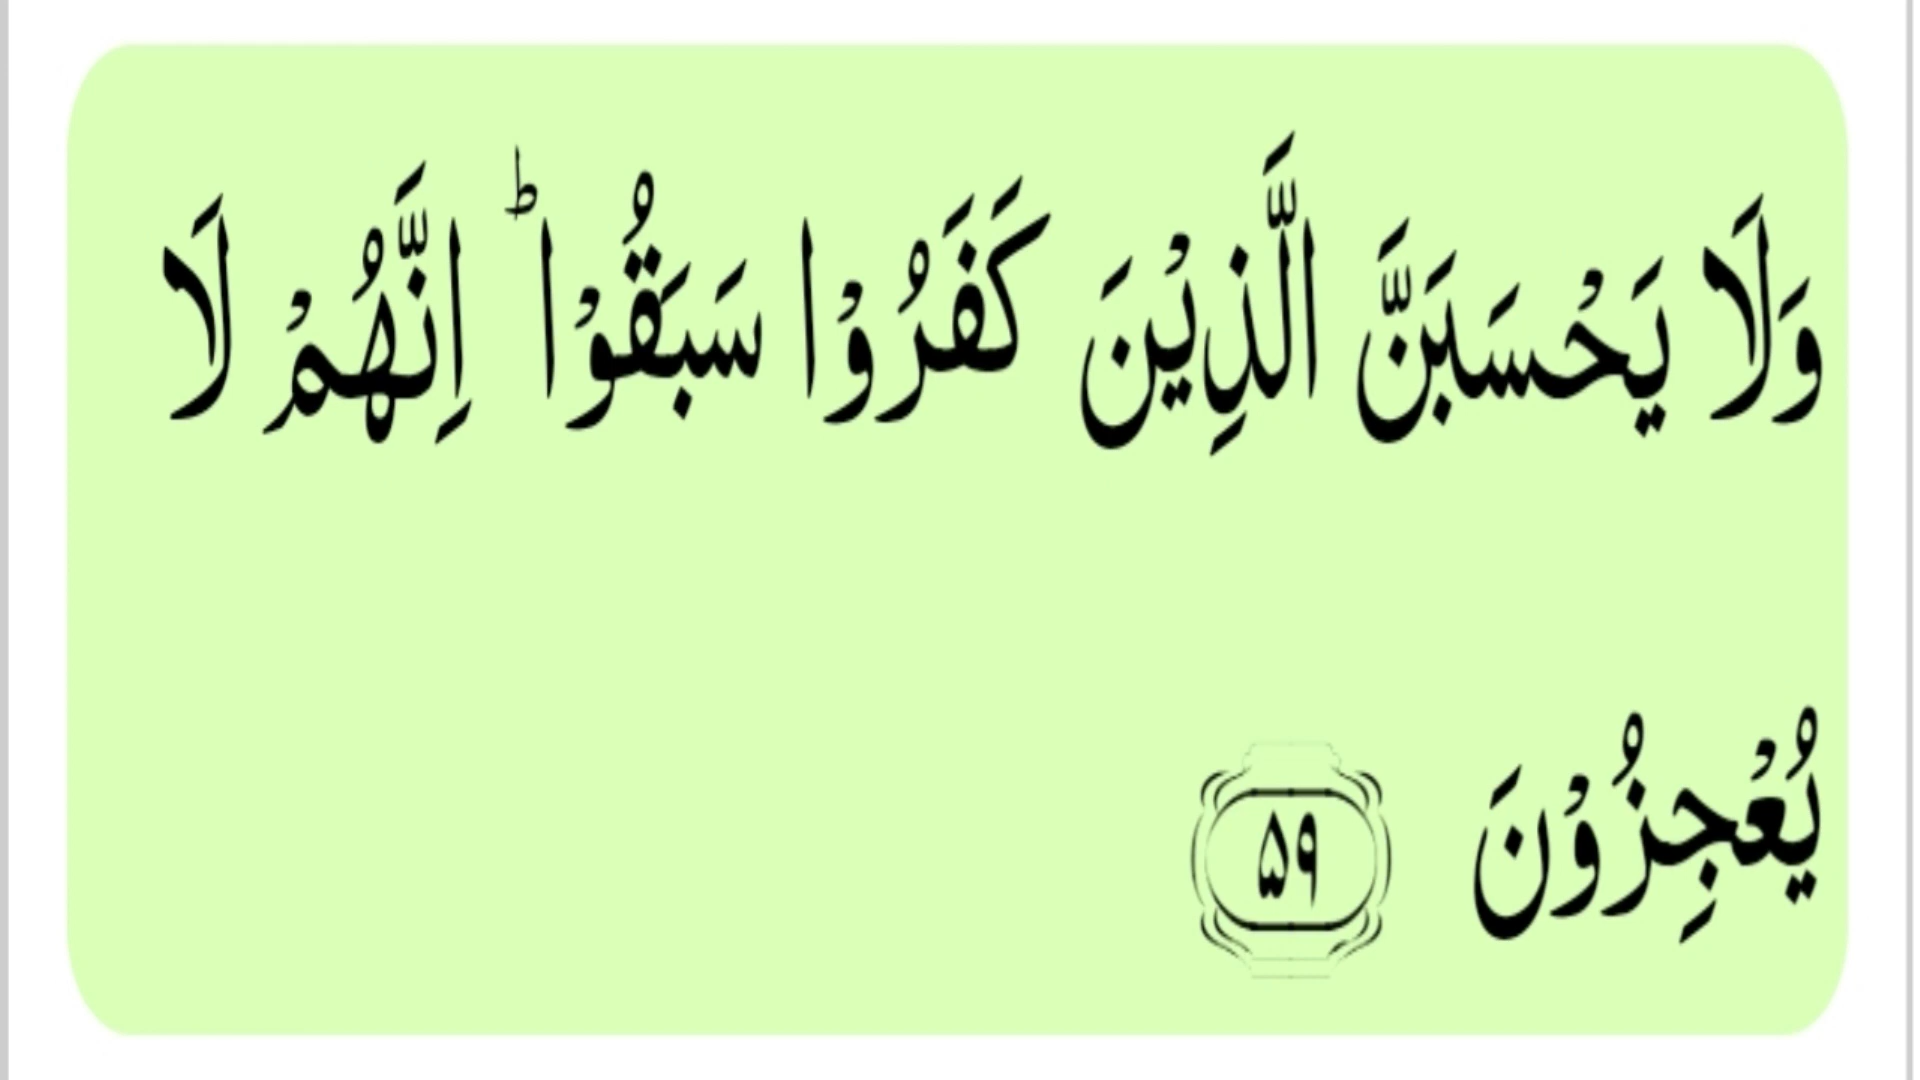 وَلَا يَحْسَبَنَّ الَّذِيْنَ كَفَرُوْا سَبَقُوْا ؕ اِنَّهُمْ لَا
يُعْجِزُوْنَ ۵۹